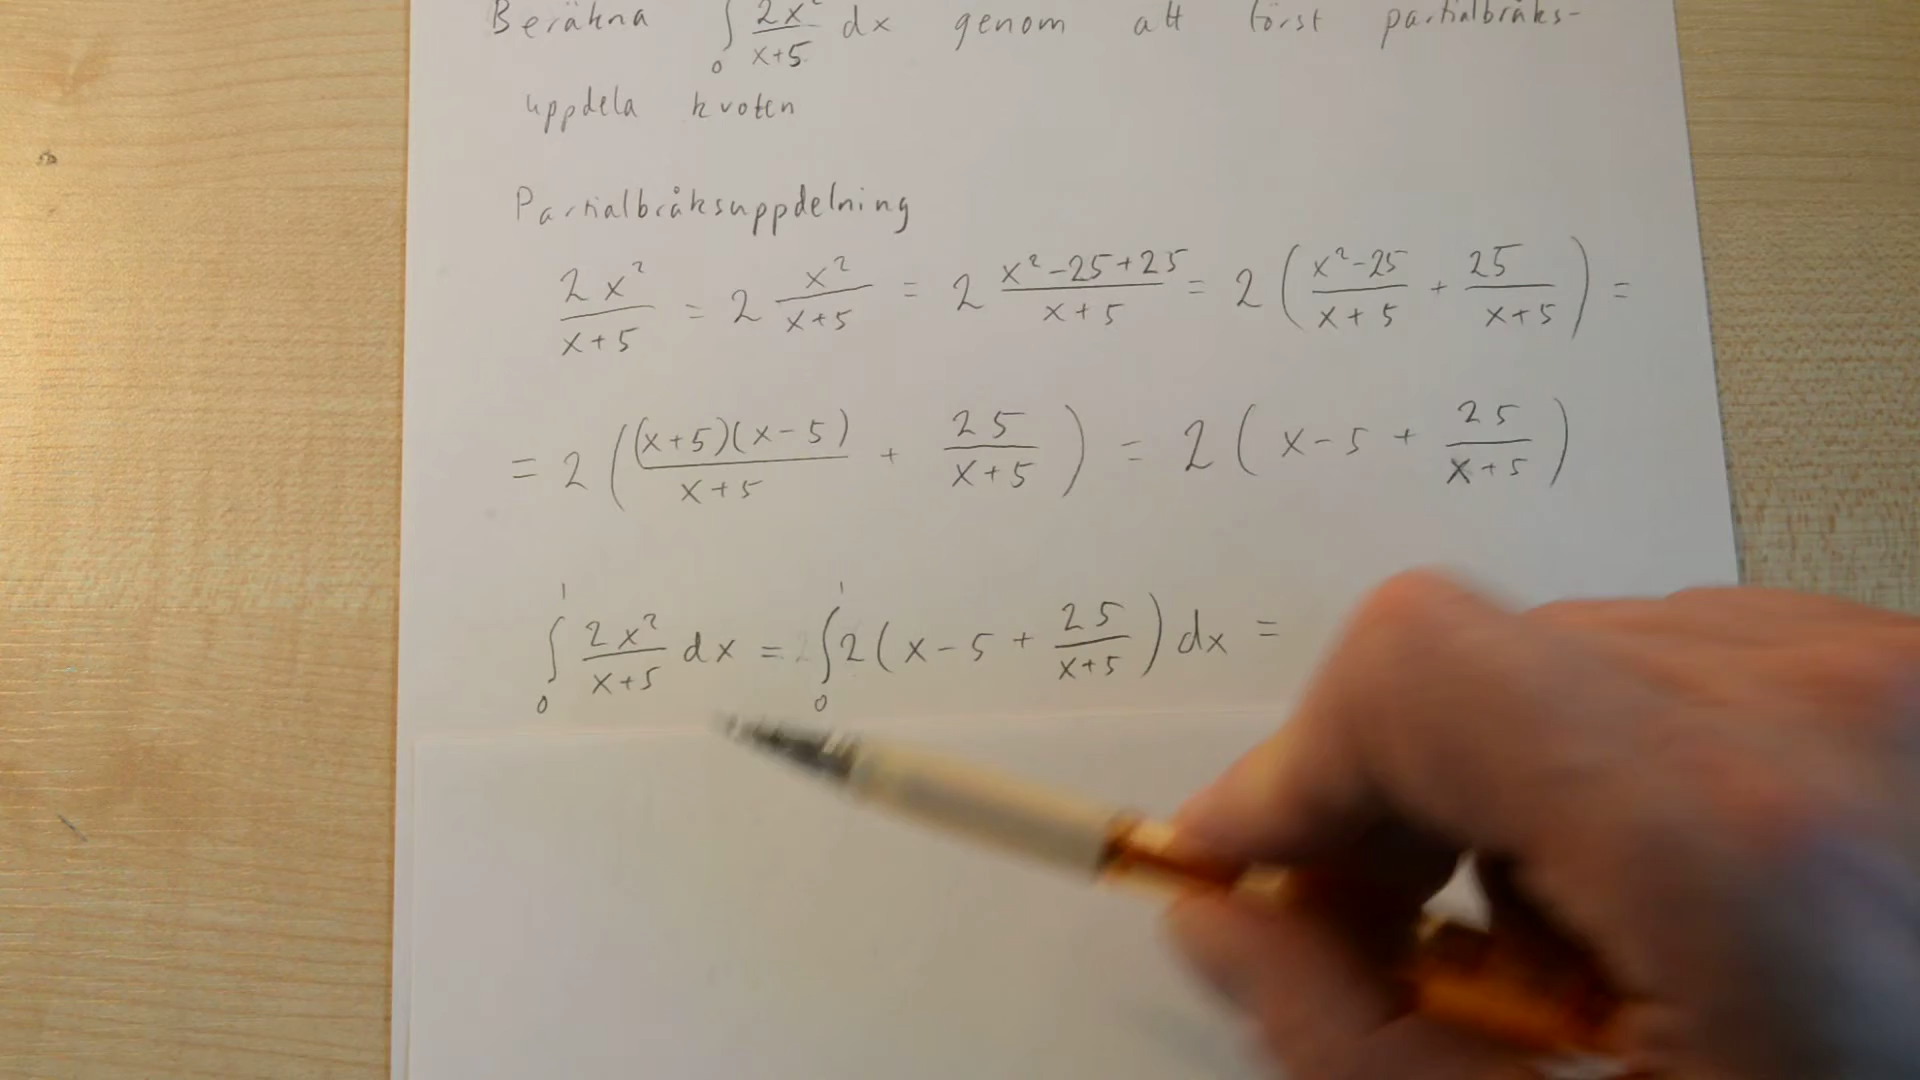 Beräkna ∫₀ 2x²/(x+5) dx genom att först partialbråks-
uppdela kvoten
Partialbråksuppdelning
2x²/(x+5) = 2 x²/(x+5) = 2 (x²-25+25)/(x+5) = 2((x²-25)/(x+5) + 25/(x+5)) =
= 2((x+5)(x-5)/(x+5) + 25/(x+5)) = 2(x-5 + 25/(x+5))
∫₀¹ 2x²/(x+5) dx = ∫₀¹ 2(x-5 + 25/(x+5)) dx =